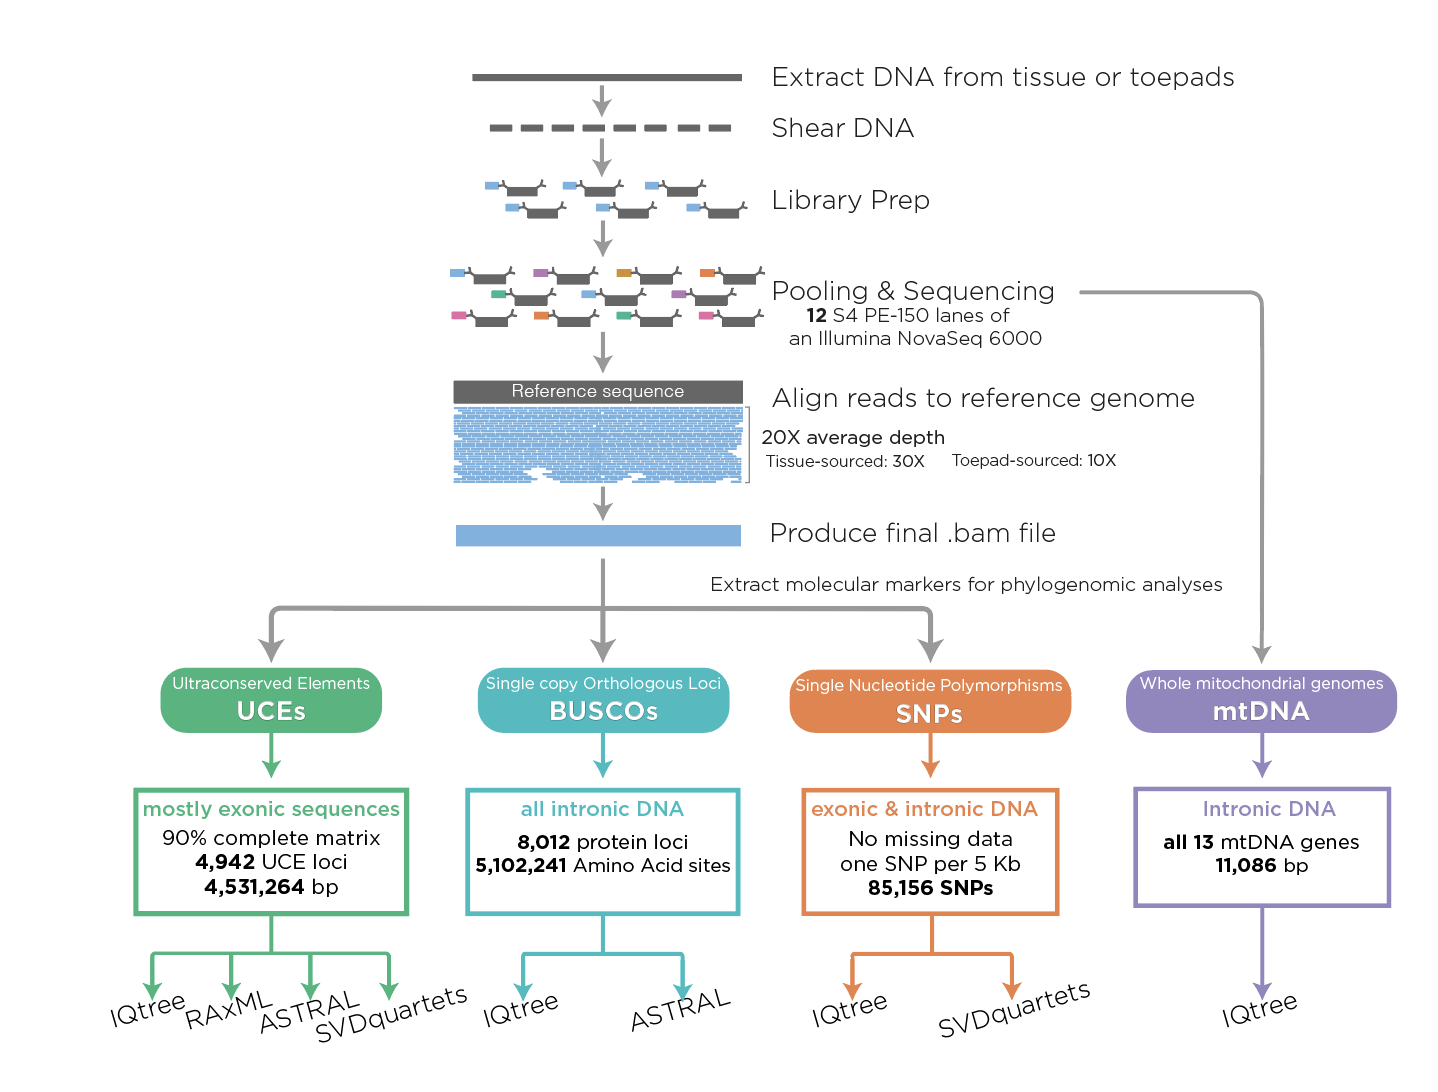 Extract DNA from tissue or toepads
Shear DNA
Library Prep
Pooling & Sequencing
12 S4 PE-150 lanes of
an Illumina NovaSeq 6000
Reference sequence
Align reads to reference genome
20X average depth
Tissue-sourced: 30X
Toepad-sourced: 10X
Produce final .bam file
Extract molecular markers for phylogenomic analyses
Ultraconserved Elements
UCEs
mostly exonic sequences
90% complete matrix
4,942 UCE loci
4,531,264 bp
IQtree
RAxML
ASTRAL
SVDquartets
Single copy Orthologous Loci
BUSCOs
all intronic DNA
8,012 protein loci
5,102,241 Amino Acid sites
IQtree
ASTRAL
Single Nucleotide Polymorphisms
SNPs
exonic & intronic DNA
No missing data
one SNP per 5 Kb
85,156 SNPs
IQtree
SVDquartets
Whole mitochondrial genomes
mtDNA
Intronic DNA
all 13 mtDNA genes
11,086 bp
IQtree